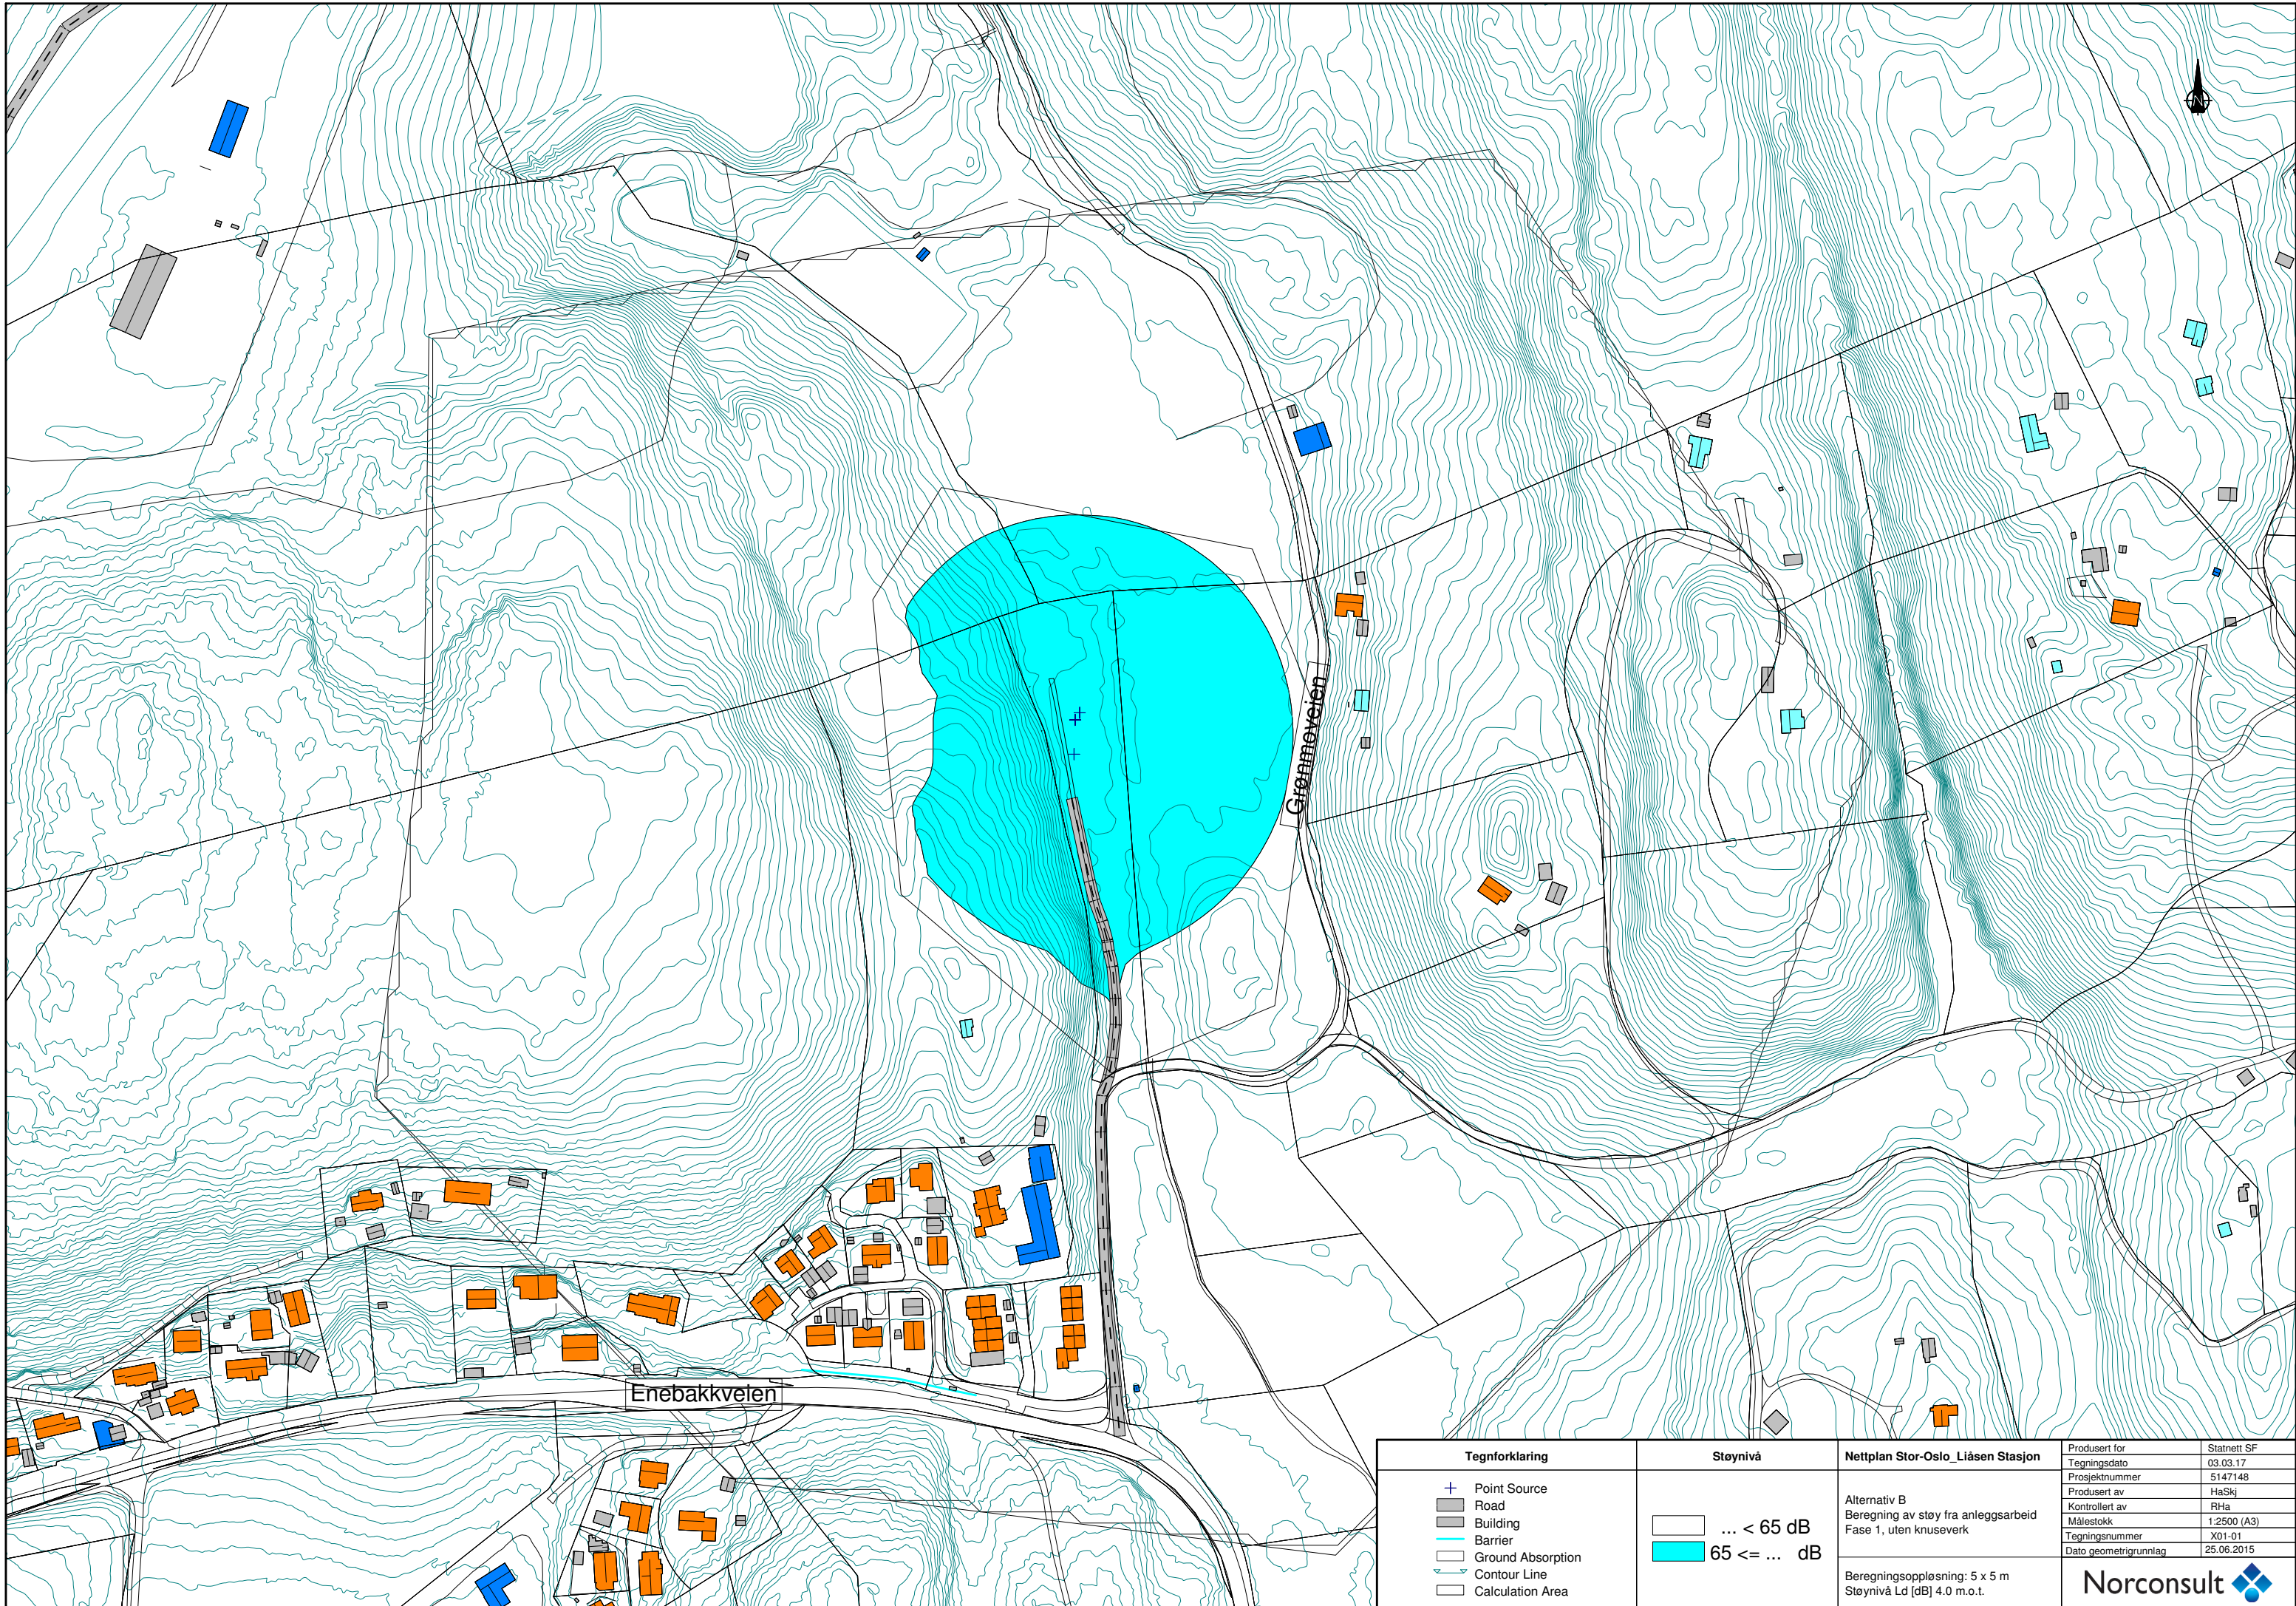 N
Grønmoveien
Enebakkveien
Tegnforklaring
Point Source
Road
Building
Barrier
Ground Absorption
Contour Line
Calculation Area
Støynivå
... < 65 dB
65 <= ... dB
Nettplan Stor-Oslo_Liåsen Stasjon
Alternativ B
Beregning av støy fra anleggsarbeid
Fase 1, uten knuseverk
Beregningsoppløsning: 5 x 5 m
Støynivå Ld [dB] 4.0 m.o.t.
Produsert for Statnett SF
Tegningsdato 03.03.17
Prosjektnummer 5147148
Produsert av HaSkj
Kontrollert av RHa
Målestokk 1:2500 (A3)
Tegningsnummer X01-01
Dato geometrigrunnlag 25.06.2015
Norconsult